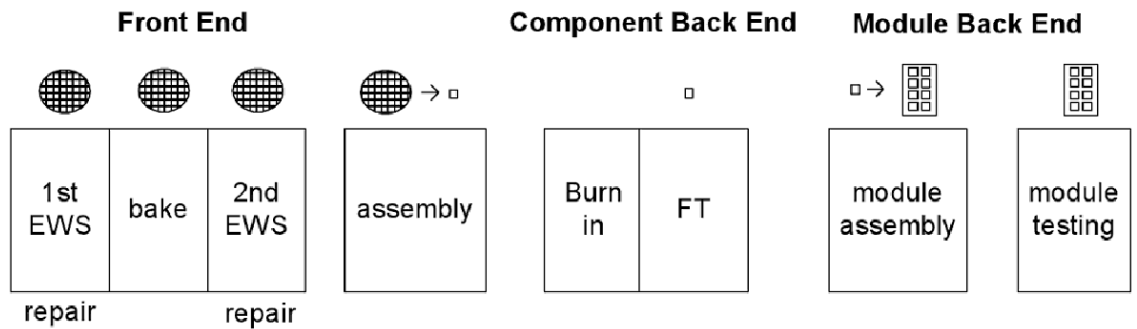 Front End
Component Back End
Module Back End
1st
EWS
bake
2nd
EWS
assembly
Burn
in
FT
module
assembly
module
testing
repair
repair